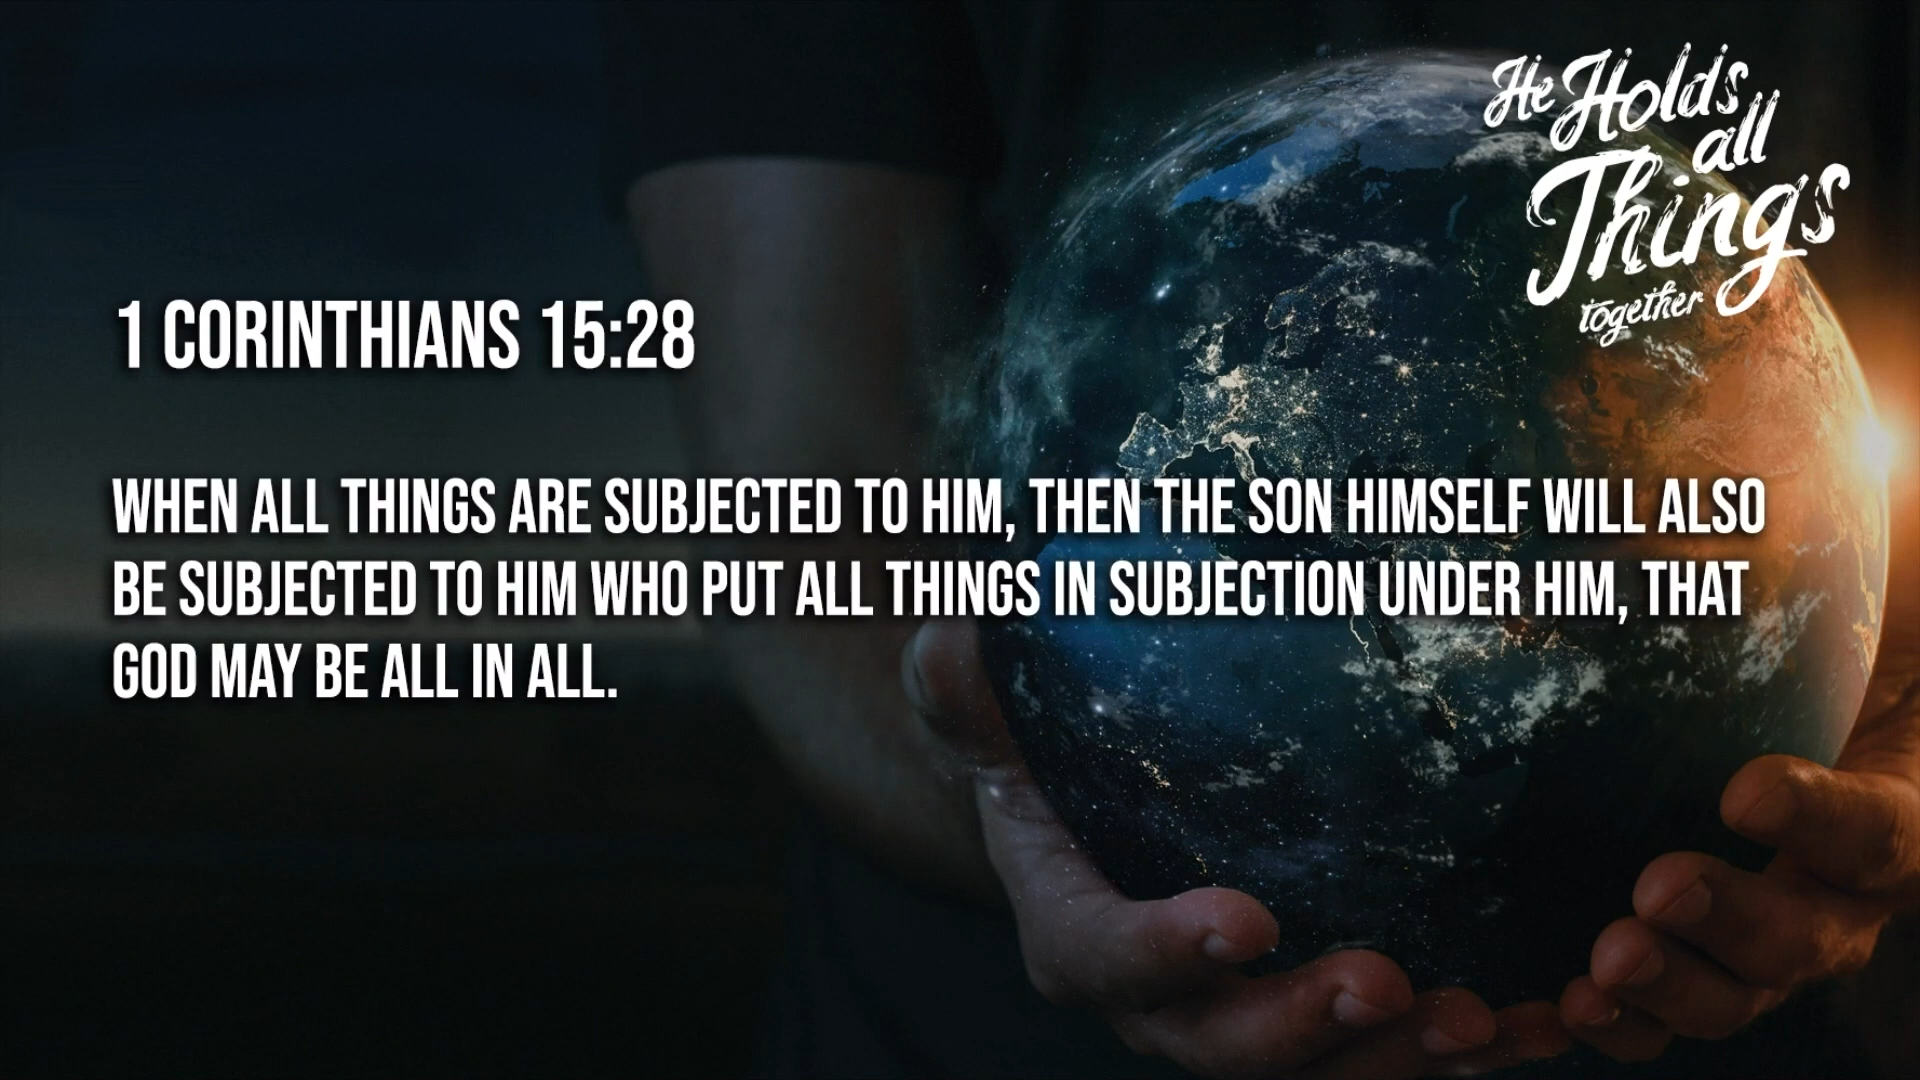 He Holds
all
Things
together
1 CORINTHIANS 15:28
WHEN ALL THINGS ARE SUBJECTED TO HIM, THEN THE SON HIMSELF WILL ALSO
BE SUBJECTED TO HIM WHO PUT ALL THINGS IN SUBJECTION UNDER HIM, THAT
GOD MAY BE ALL IN ALL.